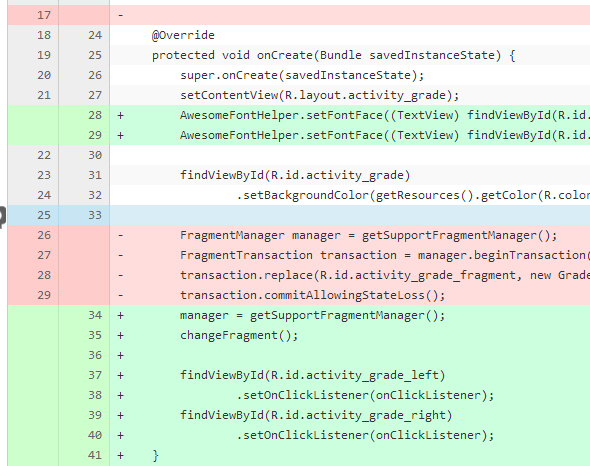 17 -
18 24 @Override
19 25 protected void onCreate(Bundle savedInstanceState) {
20 26 super.onCreate(savedInstanceState);
21 27 setContentView(R.layout.activity_grade);
28 + AwesomeFontHelper.setFontFace((TextView) findViewById(R.id.
29 + AwesomeFontHelper.setFontFace((TextView) findViewById(R.id.
22 30
23 31 findViewById(R.id.activity_grade)
24 32 .setBackgroundColor(getResources().getColor(R.color
25 33
26 - FragmentManager manager = getSupportFragmentManager();
27 - FragmentTransaction transaction = manager.beginTransaction(
28 - transaction.replace(R.id.activity_grade_fragment, new Grade
29 - transaction.commitAllowingStateLoss();
34 + manager = getSupportFragmentManager();
35 + changeFragment();
36 +
37 + findViewById(R.id.activity_grade_left)
38 + .setOnClickListener(onClickListener);
39 + findViewById(R.id.activity_grade_right)
40 + .setOnClickListener(onClickListener);
41 + }